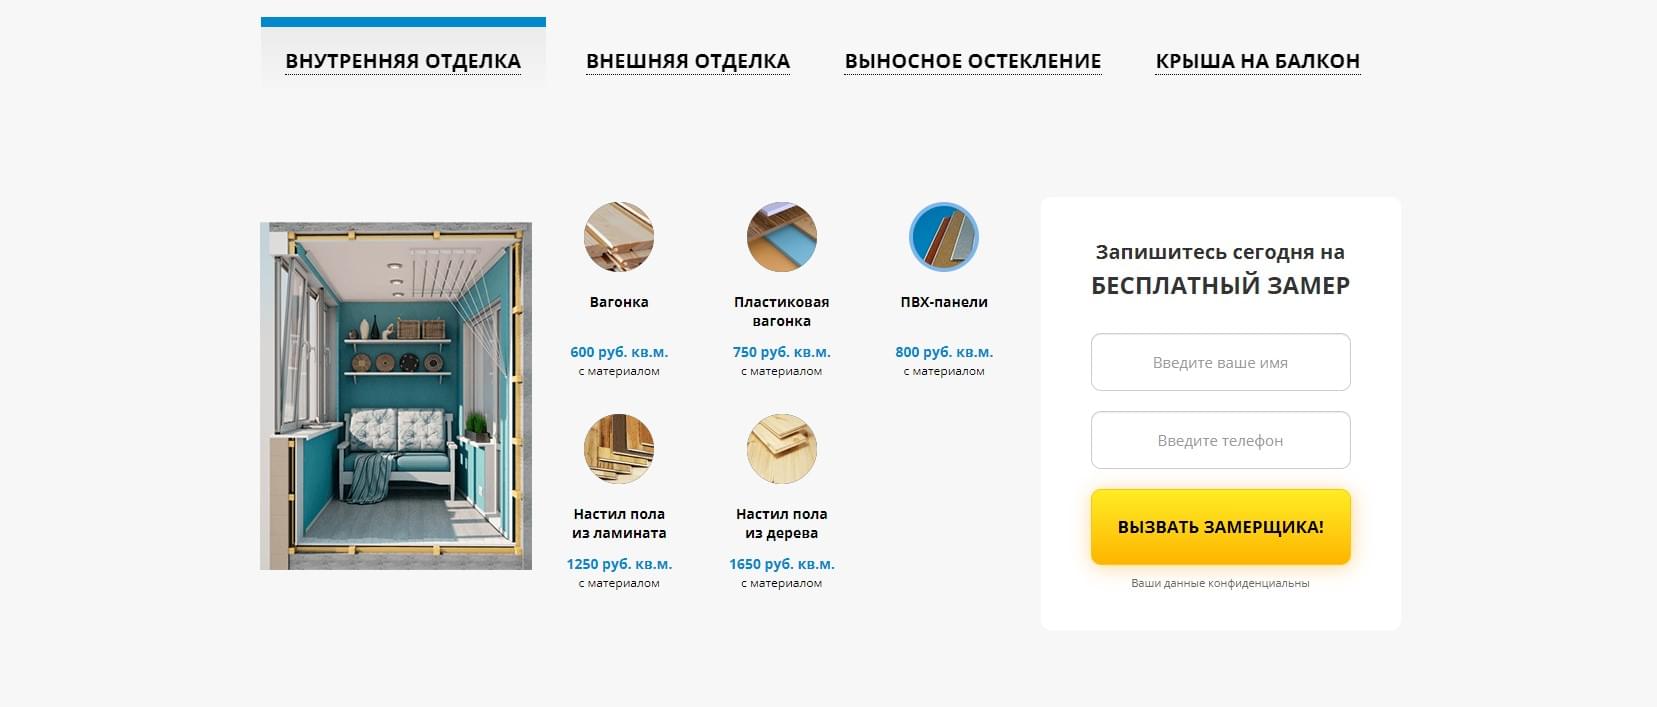 ВНУТРЕННЯЯ ОТДЕЛКА
ВНЕШНЯЯ ОТДЕЛКА
ВЫНОСНОЕ ОСТЕКЛЕНИЕ
КРЫША НА БАЛКОН
Вагонка
600 руб. кв.м.
с материалом
Пластиковая
вагонка
750 руб. кв.м.
с материалом
ПВХ-панели
800 руб. кв.м.
с материалом
Настил пола
из ламината
1250 руб. кв.м.
с материалом
Настил пола
из дерева
1650 руб. кв.м.
с материалом
Запишитесь сегодня на
БЕСПЛАТНЫЙ ЗАМЕР
Введите ваше имя
Введите телефон
ВЫЗВАТЬ ЗАМЕРЩИКА!
Ваши данные конфиденциальны